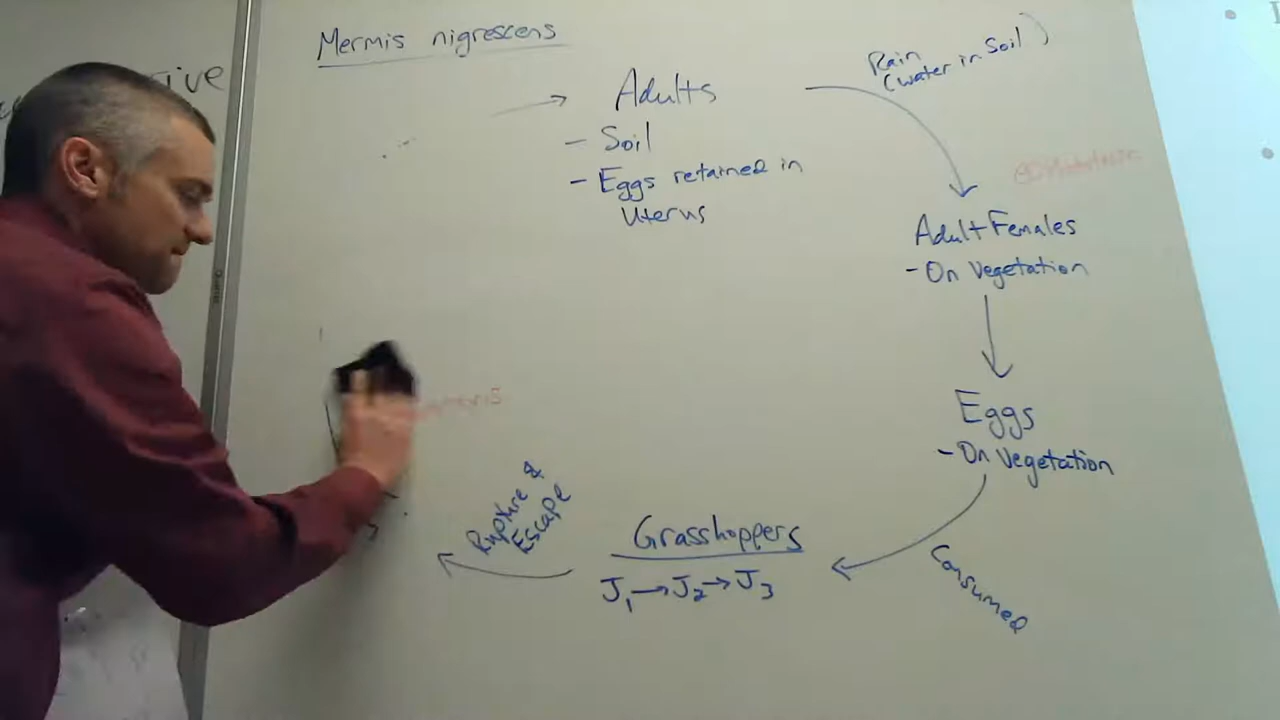 Mermis nigrescens
Adults
- Soil
- Eggs retained in
Uterus
Rain
(water in Soil)
Adult Females
- On Vegetation
Eggs
- On Vegetation
Consumed
Grasshoppers
J1→J2→J3
Rupture &
Escape